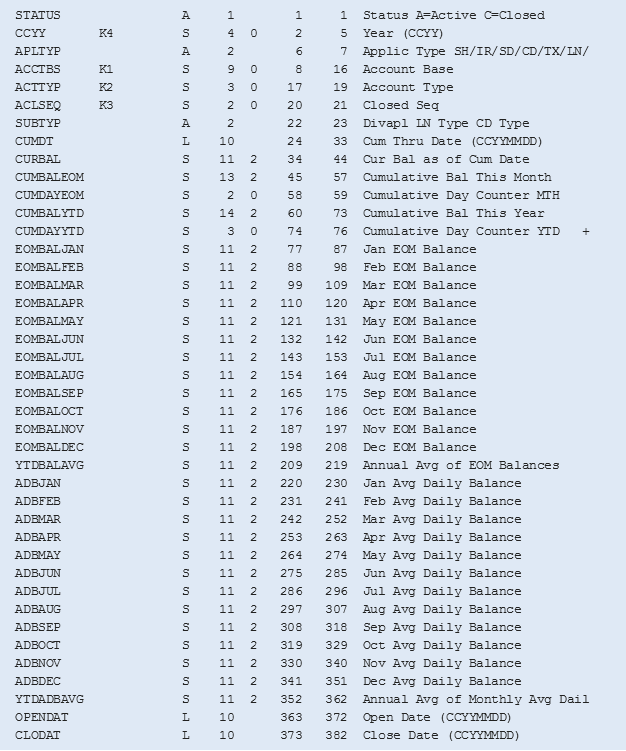 STATUS A 1 1 1 Status A=Active C=Closed
CCYY K4 S 4 0 2 5 Year (CCYY)
APLTYP A 2 6 7 Applic Type SH/IR/SD/CD/TX/LN/
ACCTBS K1 S 9 0 8 16 Account Base
ACTTYP K2 S 3 0 17 19 Account Type
ACLSEQ K3 S 2 0 20 21 Closed Seq
SUBTYP A 2 22 23 Divapl LN Type CD Type
CUMDT L 10 24 33 Cum Thru Date (CCYYMMDD)
CURBAL S 11 2 34 44 Cur Bal as of Cum Date
CUMBALEOM S 13 2 45 57 Cumulative Bal This Month
CUMDAYEOM S 2 0 58 59 Cumulative Day Counter MTH
CUMBALYTD S 14 2 60 73 Cumulative Bal This Year
CUMDAYYTD S 3 0 74 76 Cumulative Day Counter YTD +
EOMBALJAN S 11 2 77 87 Jan EOM Balance
EOMBALFEB S 11 2 88 98 Feb EOM Balance
EOMBALMAR S 11 2 99 109 Mar EOM Balance
EOMBALAPR S 11 2 110 120 Apr EOM Balance
EOMBALMAY S 11 2 121 131 May EOM Balance
EOMBALJUN S 11 2 132 142 Jun EOM Balance
EOMBALJUL S 11 2 143 153 Jul EOM Balance
EOMBALAUG S 11 2 154 164 Aug EOM Balance
EOMBALSEP S 11 2 165 175 Sep EOM Balance
EOMBALOCT S 11 2 176 186 Oct EOM Balance
EOMBALNOV S 11 2 187 197 Nov EOM Balance
EOMBALDEC S 11 2 198 208 Dec EOM Balance
YTDBALAVG S 11 2 209 219 Annual Avg of EOM Balances
ADBJAN S 11 2 220 230 Jan Avg Daily Balance
ADBFEB S 11 2 231 241 Feb Avg Daily Balance
ADBMAR S 11 2 242 252 Mar Avg Daily Balance
ADBAPR S 11 2 253 263 Apr Avg Daily Balance
ADBMAY S 11 2 264 274 May Avg Daily Balance
ADBJUN S 11 2 275 285 Jun Avg Daily Balance
ADBJUL S 11 2 286 296 Jul Avg Daily Balance
ADBAUG S 11 2 297 307 Aug Avg Daily Balance
ADBSEP S 11 2 308 318 Sep Avg Daily Balance
ADBOCT S 11 2 319 329 Oct Avg Daily Balance
ADBNOV S 11 2 330 340 Nov Avg Daily Balance
ADBDEC S 11 2 341 351 Dec Avg Daily Balance
YTDADBAVG S 11 2 352 362 Annual Avg of Monthly Avg Dail
OPENDAT L 10 363 372 Open Date (CCYYMMDD)
CLODAT L 10 373 382 Close Date (CCYYMMDD)